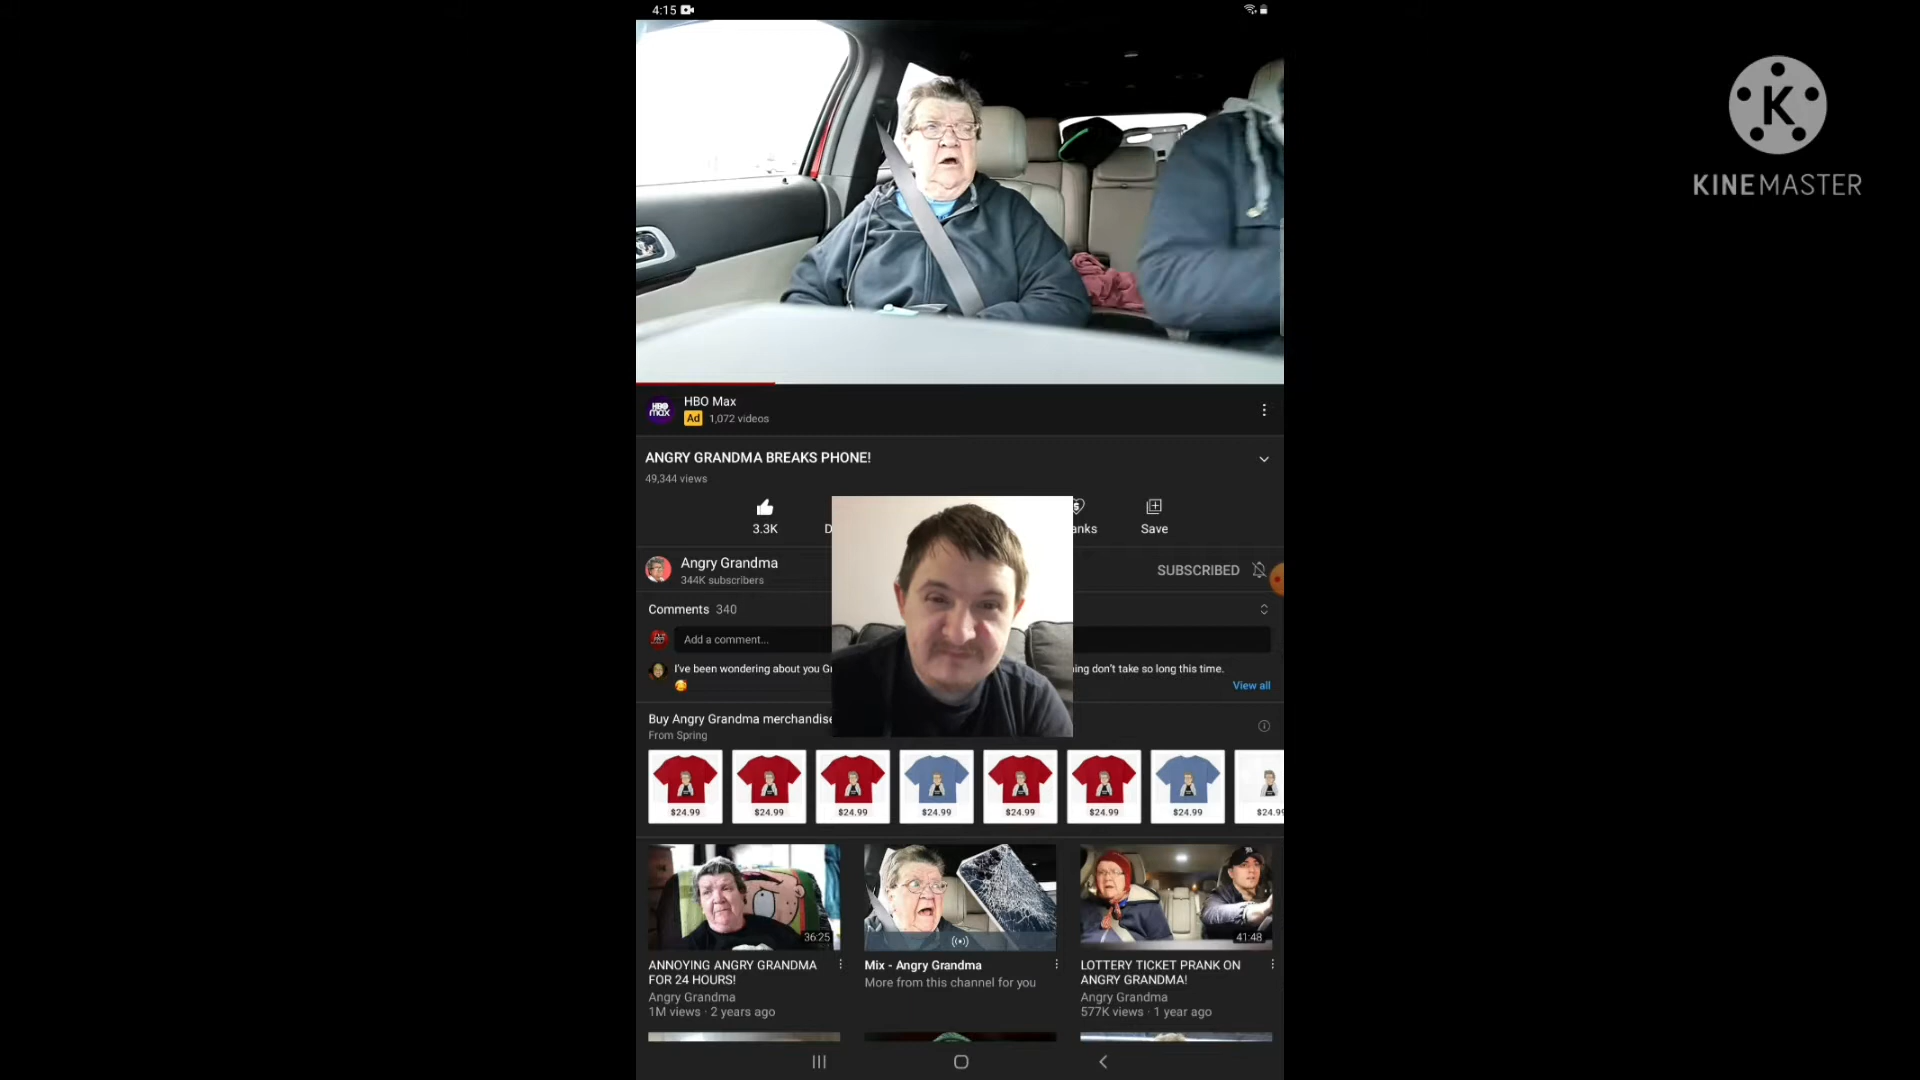 4:15
KINEMASTER
HBO max
HBO Max
Ad 1,072 videos
ANGRY GRANDMA BREAKS PHONE!
49,344 views
3.3K
D
anks
Save
Angry Grandma
344K subscribers
SUBSCRIBED
Comments 340
Add a comment...
I've been wondering about you Gr
ing don't take so long this time.
🥰
View all
Buy Angry Grandma merchandise
From Spring
$24.99 $24.99 $24.99 $24.99 $24.99 $24.99 $24.99 $24.99
36:25
41:48
ANNOYING ANGRY GRANDMA
FOR 24 HOURS!
Angry Grandma
1M views · 2 years ago
Mix - Angry Grandma
More from this channel for you
LOTTERY TICKET PRANK ON
ANGRY GRANDMA!
Angry Grandma
577K views · 1 year ago